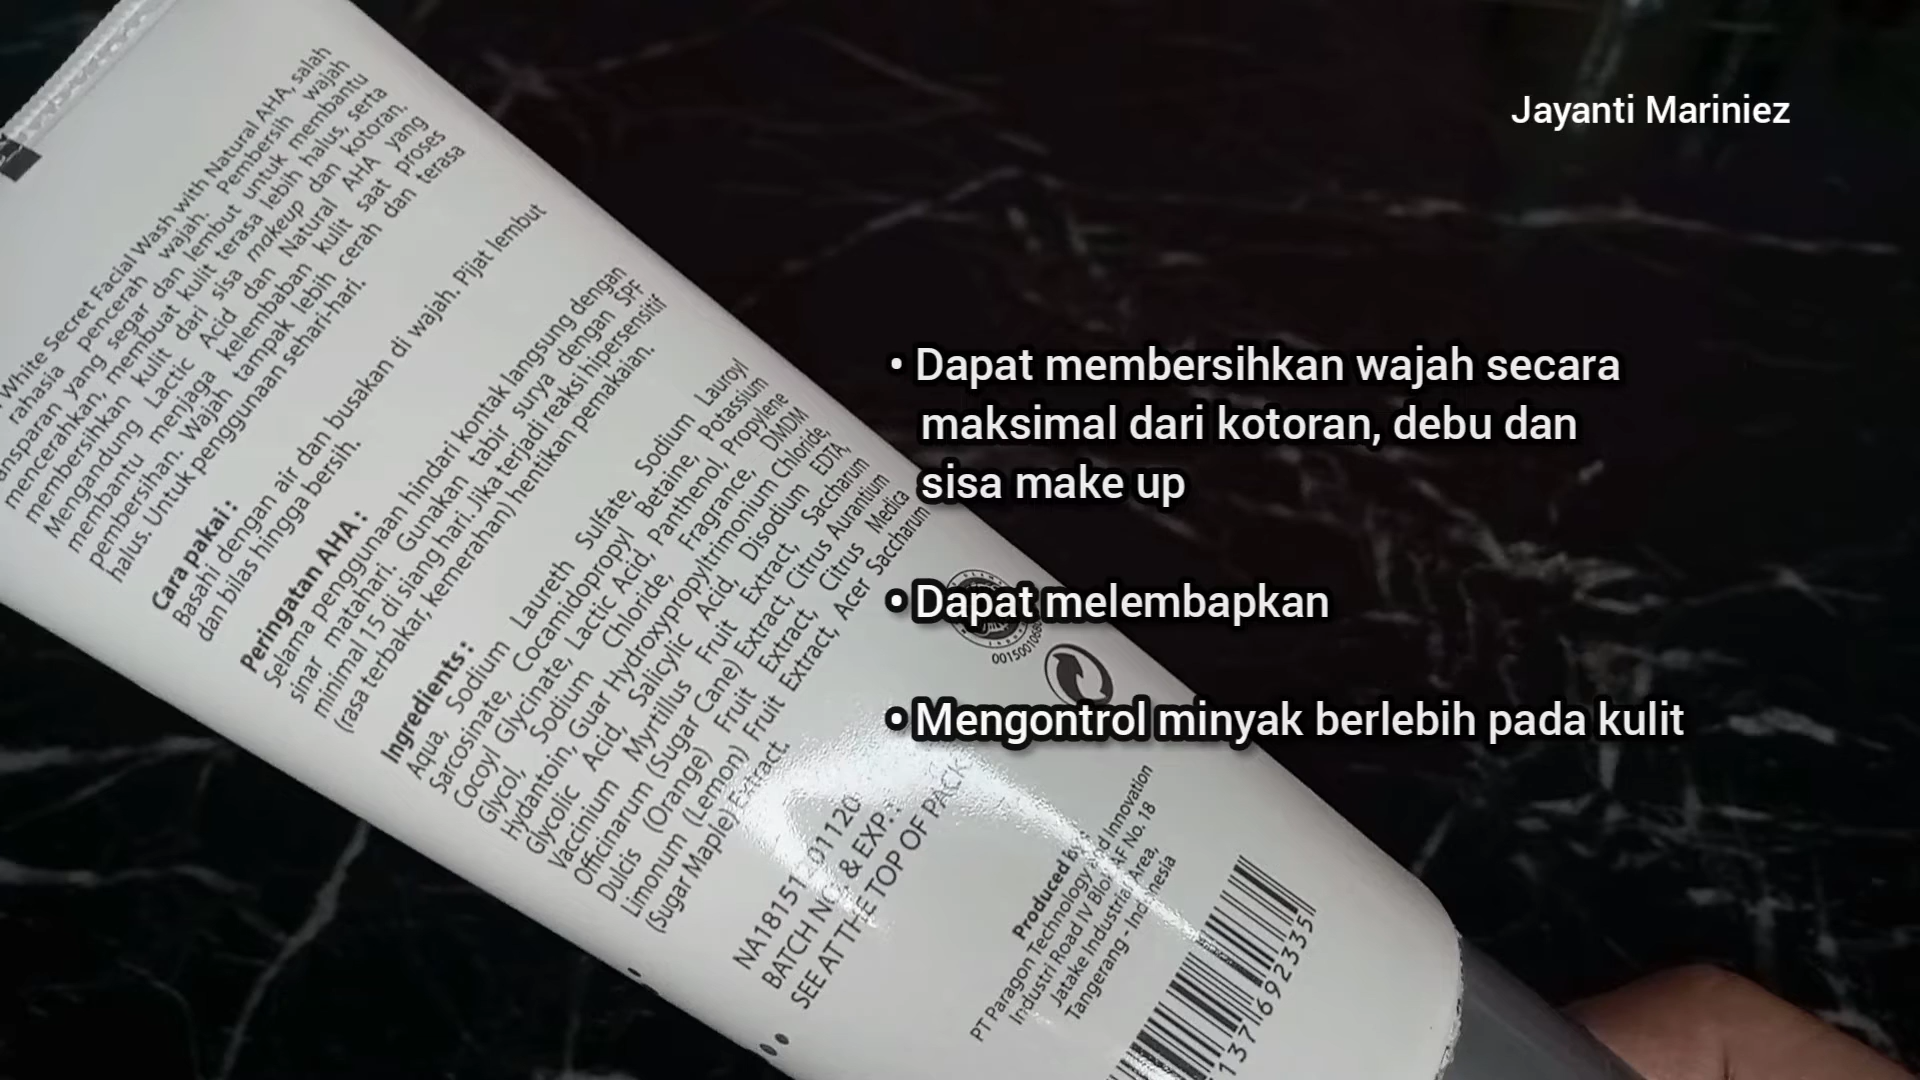 Jayanti Mariniez
• Dapat membersihkan wajah secara
maksimal dari kotoran, debu dan
sisa make up
• Dapat melembapkan
• Mengontrol minyak berlebih pada kulit
White Secret Facial Wash with Natural AHA, salah
rahasia pencerah wajah. Pembersih wajah
ansparan yang segar dan lembut untuk membantu
mencerahkan, membuat kulit terasa lebih halus, serta
membersihkan kulit dari sisa makeup dan kotoran.
Mengandung Lactic Acid dan Natural AHA yang
membantu menjaga kelembaban kulit saat proses
pembersihan. Wajah tampak lebih cerah dan terasa
halus. Untuk penggunaan sehari-hari.
Cara pakai :
Basahi dengan air dan busakan di wajah. Pijat lembut
dan bilas hingga bersih.
Peringatan AHA :
Selama penggunaan hindari kontak langsung dengan
sinar matahari. Gunakan tabir surya dengan SPF
minimal 15 di siang hari. Jika terjadi reaksi hipersensitif
(rasa terbakar, kemerahan) hentikan pemakaian.
Ingredients :
Aqua, Sodium Laureth Sulfate, Sodium Lauroyl
Sarcosinate, Cocamidopropyl Betaine, Potassium
Cocoyl Glycinate, Lactic Acid, Panthenol, Propylene
Glycol, Sodium Chloride, Fragrance, DMDM
Hydantoin, Guar Hydroxypropyltrimonium Chloride,
Glycolic Acid, Salicylic Acid, Disodium EDTA,
Vaccinium Myrtillus Fruit Extract, Saccharum
Officinarum (Sugar Cane) Extract, Citrus Aurantium
Dulcis (Orange) Fruit Extract, Citrus Medica
Limonum (Lemon) Fruit Extract, Acer Saccharum
(Sugar Maple) Extract.
BATCH NO. & EXP.:
SEE AT THE TOP OF PACK
Produced by:
PT Paragon Technology and Innovation
Industri Road IV Blok AF No. 18
Jatake Industrial Area,
Tangerang - Indonesia
137 692335